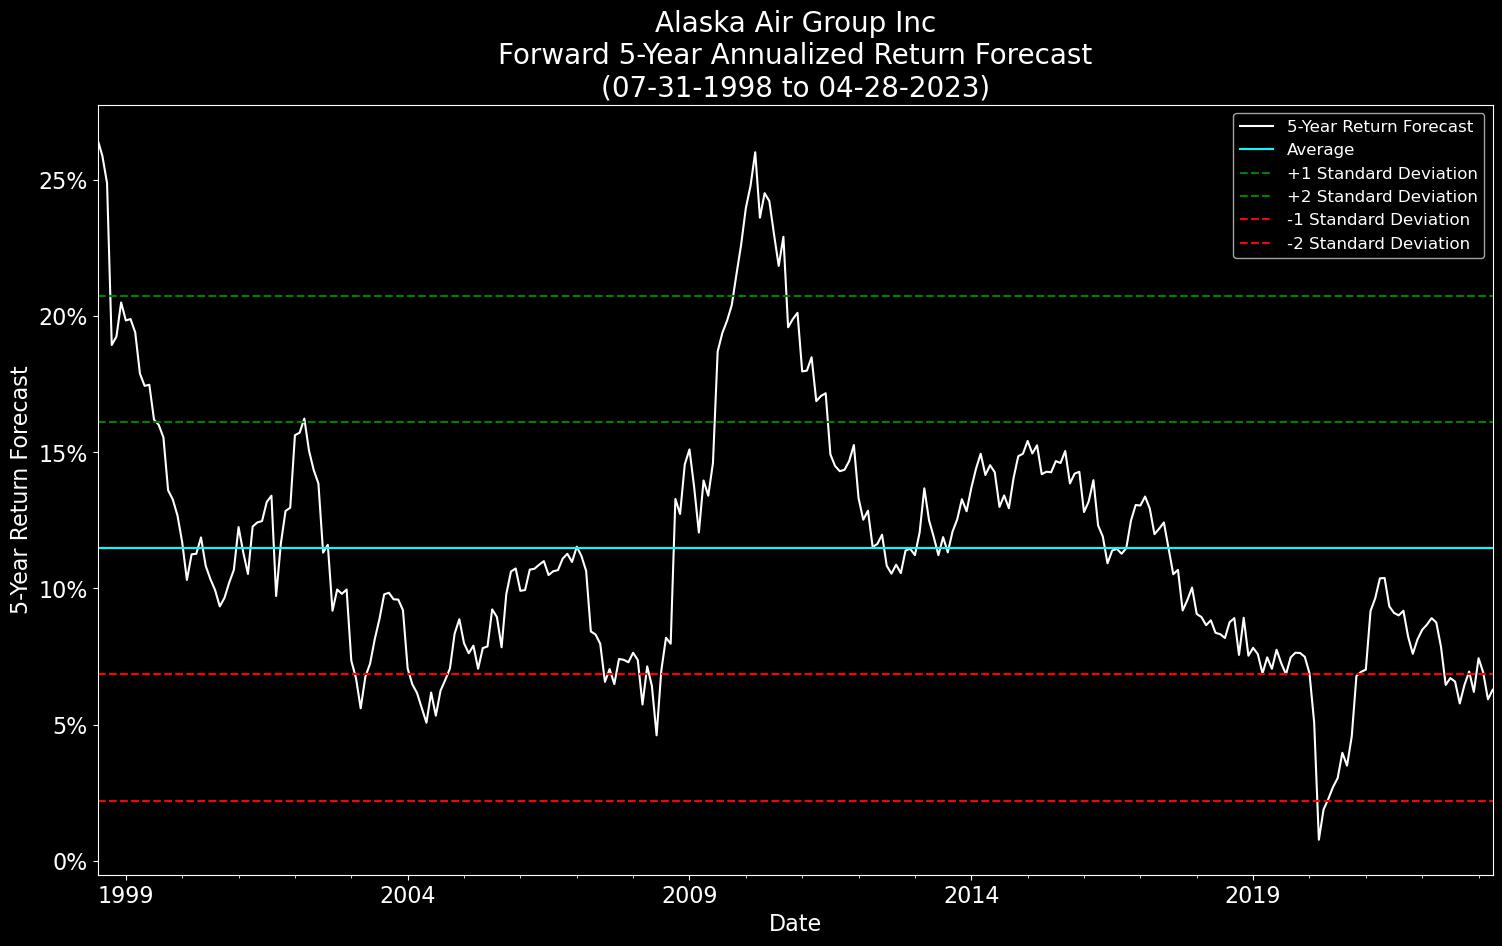 Alaska Air Group Inc
Forward 5-Year Annualized Return Forecast
(07-31-1998 to 04-28-2023)
5-Year Return Forecast
Average
+1 Standard Deviation
+2 Standard Deviation
-1 Standard Deviation
-2 Standard Deviation
25%
20%
15%
10%
5%
0%
5-Year Return Forecast
1999 2004 2009 2014 2019
Date